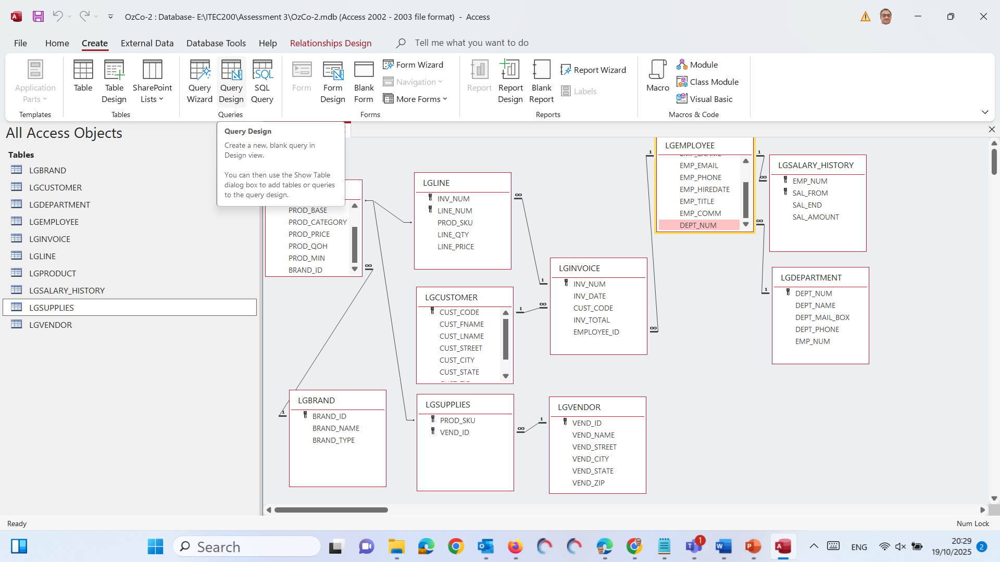 OzCo-2 : Database- E:\ITEC200\Assessment 3\OzCo-2.mdb (Access 2002 - 2003 file format)  -  Access
File Home Create External Data Database Tools Help Relationships Design Tell me what you want to do
Application Parts
Templates
Table
Table Design
SharePoint Lists
Tables
Query Wizard
Query Design
SQL Query
Queries
Form
Form Design
Blank Form
Form Wizard
Navigation
More Forms
Forms
Report
Report Design
Blank Report
Report Wizard
Labels
Reports
Macro
Module
Class Module
Visual Basic
Macros & Code
All Access Objects
Tables
LGBRAND
LGCUSTOMER
LGDEPARTMENT
LGEMPLOYEE
LGINVOICE
LGLINE
LGPRODUCT
LGSALARY_HISTORY
LGSUPPLIES
LGVENDOR
Query Design
Create a new, blank query in
Design view.
You can then use the Show Table
dialog box to add tables or queries
to the query design.
PROD_BASE
PROD_CATEGORY
PROD_PRICE
PROD_QOH
PROD_MIN
BRAND_ID
∞
LGLINE
INV_NUM
LINE_NUM
PROD_SKU
LINE_QTY
LINE_PRICE
∞
1
LGCUSTOMER
CUST_CODE
CUST_FNAME
CUST_LNAME
CUST_STREET
CUST_CITY
CUST_STATE
1
∞
LGINVOICE
INV_NUM
INV_DATE
CUST_CODE
INV_TOTAL
EMPLOYEE_ID
∞
1
LGEMPLOYEE
EMP_EMAIL
EMP_PHONE
EMP_HIREDATE
EMP_TITLE
EMP_COMM
DEPT_NUM
1
∞
∞
1
LGSALARY_HISTORY
EMP_NUM
SAL_FROM
SAL_END
SAL_AMOUNT
LGDEPARTMENT
DEPT_NUM
DEPT_NAME
DEPT_MAIL_BOX
DEPT_PHONE
EMP_NUM
1
LGBRAND
BRAND_ID
BRAND_NAME
BRAND_TYPE
LGSUPPLIES
PROD_SKU
VEND_ID
∞
1
LGVENDOR
VEND_ID
VEND_NAME
VEND_STREET
VEND_CITY
VEND_STATE
VEND_ZIP
Ready
Num Lock
Search
1
ENG
20:29
19/10/2025
2